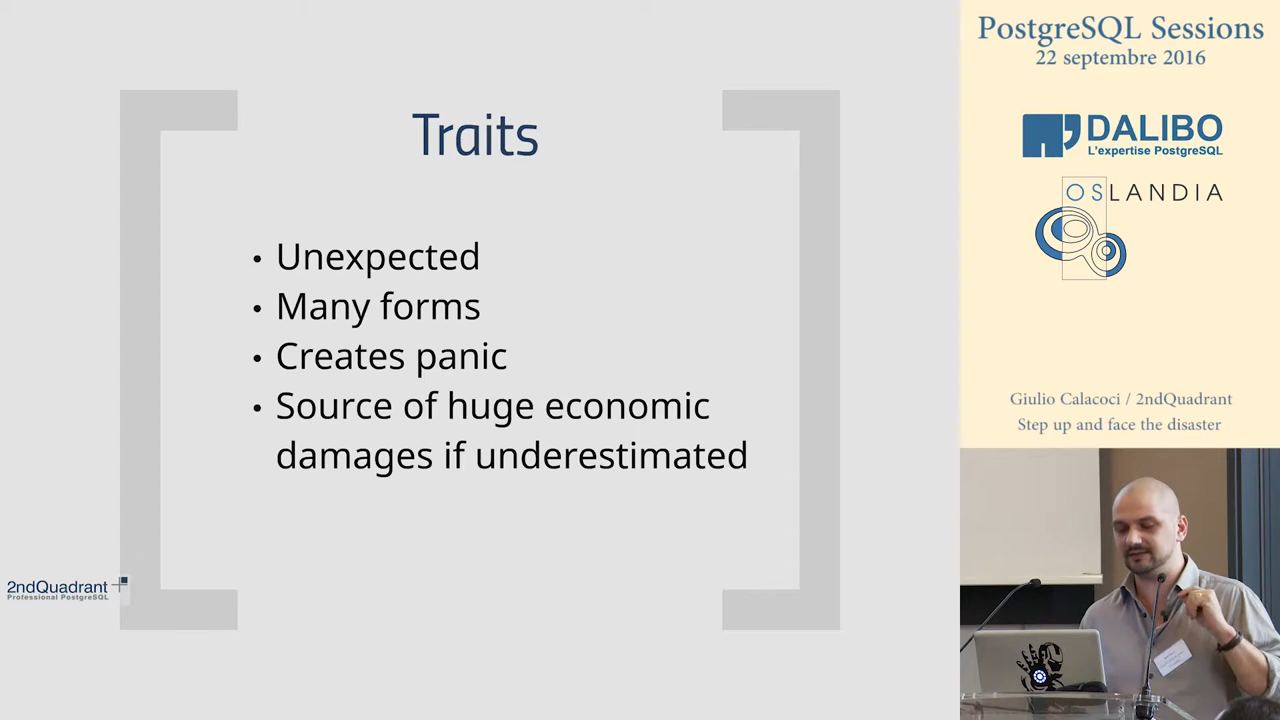 Traits
• Unexpected
• Many forms
• Creates panic
• Source of huge economic
damages if underestimated
2ndQuadrant
Professional PostgreSQL
PostgreSQL Sessions
22 septembre 2016
DALIBO
L'expertise PostgreSQL
OSLANDIA
Giulio Calacoci / 2ndQuadrant
Step up and face the disaster